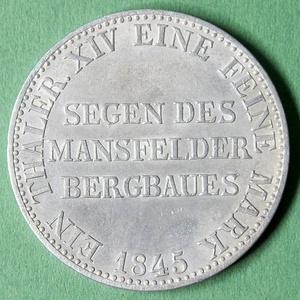 EIN THALER XIV EINE FEINE MARK
SEGEN DES
MANSFELDER
BERGBAUES
1845